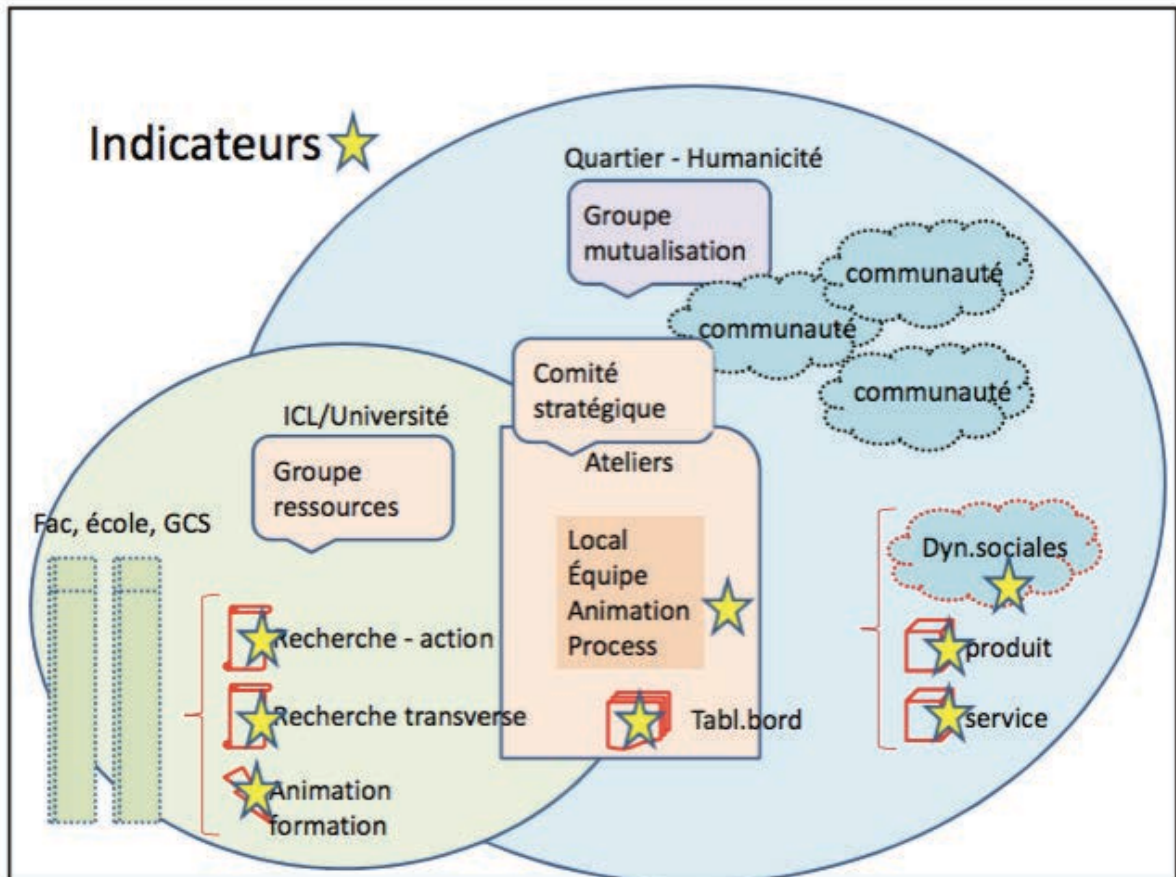 Indicateurs
Quartier - Humanicité
Groupe
mutualisation
communauté
communauté
communauté
Comité
stratégique
ICL/Université
Groupe
ressources
Ateliers
Fac, école, GCS
Local
Équipe
Animation
Process
Dyn.sociales
Recherche - action
produit
Recherche transverse
Tabl.bord
service
Animation
formation